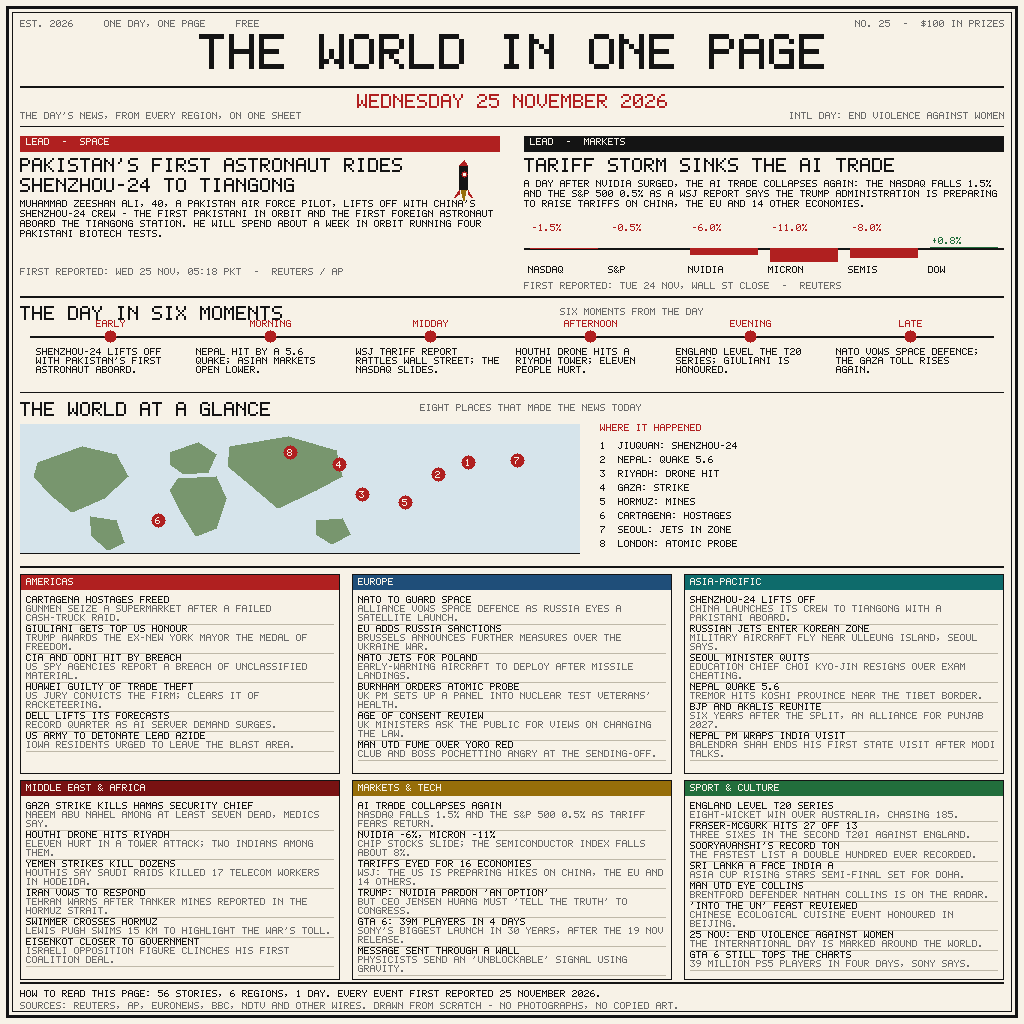 EST. 2026 ONE DAY, ONE PAGE FREE NO. 25 - $100 IN PRIZES
THE WORLD IN ONE PAGE
WEDNESDAY 25 NOVEMBER 2026
THE DAY'S NEWS, FROM EVERY REGION, ON ONE SHEET INTL DAY: END VIOLENCE AGAINST WOMEN
LEAD - SPACE
PAKISTAN'S FIRST ASTRONAUT RIDES
SHENZHOU-24 TO TIANGONG
MUHAMMAD ZEESHAN ALI, 40, A PAKISTAN AIR FORCE PILOT, LIFTS OFF WITH CHINA'S
SHENZHOU-24 CREW - THE FIRST PAKISTANI IN ORBIT AND THE FIRST FOREIGN ASTRONAUT
ABOARD THE TIANGONG STATION. HE WILL SPEND ABOUT A WEEK IN ORBIT RUNNING FOUR
PAKISTANI BIOTECH TESTS.
FIRST REPORTED: WED 25 NOV, 05:18 PKT - REUTERS / AP
LEAD - MARKETS
TARIFF STORM SINKS THE AI TRADE
A DAY AFTER NVIDIA SURGED, THE AI TRADE COLLAPSES AGAIN: THE NASDAQ FALLS 1.5%
AND THE S&P 500 0.5% AS A WSJ REPORT SAYS THE TRUMP ADMINISTRATION IS PREPARING
TO RAISE TARIFFS ON CHINA, THE EU AND 14 OTHER ECONOMIES.
-1.5% -0.5% -6.0% -11.0% -8.0% +0.8%
NASDAQ S&P NVIDIA MICRON SEMIS DOW
FIRST REPORTED: TUE 24 NOV, WALL ST CLOSE - REUTERS
THE DAY IN SIX MOMENTS SIX MOMENTS FROM THE DAY
EARLY
SHENZHOU-24 LIFTS OFF
WITH PAKISTAN'S FIRST
ASTRONAUT ABOARD.
MORNING
NEPAL HIT BY A 5.6
QUAKE; ASIAN MARKETS
OPEN LOWER.
MIDDAY
WSJ TARIFF REPORT
RATTLES WALL STREET; THE
NASDAQ SLIDES.
AFTERNOON
HOUTHI DRONE HITS A
RIYADH TOWER; ELEVEN
PEOPLE HURT.
EVENING
ENGLAND LEVEL THE T20
SERIES; GIULIANI IS
HONOURED.
LATE
NATO VOWS SPACE DEFENCE;
THE GAZA TOLL RISES
AGAIN.
THE WORLD AT A GLANCE EIGHT PLACES THAT MADE THE NEWS TODAY
8
4
1
7
2
3
5
6
WHERE IT HAPPENED
1 JIUQUAN: SHENZHOU-24
2 NEPAL: QUAKE 5.6
3 RIYADH: DRONE HIT
4 GAZA: STRIKE
5 HORMUZ: MINES
6 CARTAGENA: HOSTAGES
7 SEOUL: JETS IN ZONE
8 LONDON: ATOMIC PROBE
AMERICAS
CARTAGENA HOSTAGES FREED
GUNMEN SEIZE A SUPERMARKET AFTER A FAILED
CASH-TRUCK RAID.
GIULIANI GETS TOP US HONOUR
TRUMP AWARDS THE EX-NEW YORK MAYOR THE MEDAL OF
FREEDOM.
CIA AND ODNI HIT BY BREACH
US SPY AGENCIES REPORT A BREACH OF UNCLASSIFIED
MATERIAL.
HUAWEI GUILTY OF TRADE THEFT
US JURY CONVICTS THE FIRM; CLEARS IT OF
RACKETEERING.
DELL LIFTS ITS FORECASTS
RECORD QUARTER AS AI SERVER DEMAND SURGES.
US ARMY TO DETONATE LEAD AZIDE
IOWA RESIDENTS URGED TO LEAVE THE BLAST AREA.
EUROPE
NATO TO GUARD SPACE
ALLIANCE VOWS SPACE DEFENCE AS RUSSIA EYES A
SATELLITE LAUNCH.
EU ADDS RUSSIA SANCTIONS
BRUSSELS ANNOUNCES FURTHER MEASURES OVER THE
UKRAINE WAR.
NATO JETS FOR POLAND
EARLY-WARNING AIRCRAFT TO DEPLOY AFTER MISSILE
LANDINGS.
BURNHAM ORDERS ATOMIC PROBE
UK PM SETS UP A PANEL INTO NUCLEAR TEST VETERANS'
HEALTH.
AGE OF CONSENT REVIEW
UK MINISTERS ASK THE PUBLIC FOR VIEWS ON CHANGING
THE LAW.
MAN UTD FUME OVER YORO RED
CLUB AND BOSS POCHETTINO ANGRY AT THE SENDING-OFF.
ASIA-PACIFIC
SHENZHOU-24 LIFTS OFF
CHINA LAUNCHES ITS CREW TO TIANGONG WITH A
PAKISTANI ABOARD.
RUSSIAN JETS ENTER KOREAN ZONE
MILITARY AIRCRAFT FLY NEAR ULLEUNG ISLAND, SEOUL
SAYS.
SEOUL MINISTER QUITS
EDUCATION CHIEF CHOI KYO-JIN RESIGNS OVER EXAM
CHEATING.
NEPAL QUAKE 5.6
TREMOR HITS KOSHI PROVINCE NEAR THE TIBET BORDER.
BJP AND AKALIS REUNITE
SIX YEARS AFTER THE SPLIT, AN ALLIANCE FOR PUNJAB
2027.
NEPAL PM WRAPS INDIA VISIT
BALENDRA SHAH ENDS HIS FIRST STATE VISIT AFTER MODI
TALKS.
MIDDLE EAST & AFRICA
GAZA STRIKE KILLS HAMAS SECURITY CHIEF
NAEEM ABU NAHEL AMONG AT LEAST SEVEN DEAD, MEDICS
SAY.
HOUTHI DRONE HITS RIYADH
ELEVEN HURT IN A TOWER ATTACK; TWO INDIANS AMONG
THEM.
YEMEN STRIKES KILL DOZENS
HOUTHIS SAY SAUDI RAIDS KILLED 17 TELECOM WORKERS
IN HODEIDA.
IRAN VOWS TO RESPOND
TEHRAN WARNS AFTER TANKER MINES REPORTED IN THE
HORMUZ STRAIT.
SWIMMER CROSSES HORMUZ
LEWIS PUGH SWIMS 15 KM TO HIGHLIGHT THE WAR'S TOLL.
EISENKOT CLOSER TO GOVERNMENT
ISRAELI OPPOSITION FIGURE CLINCHES HIS FIRST
COALITION DEAL.
MARKETS & TECH
AI TRADE COLLAPSES AGAIN
NASDAQ FALLS 1.5% AND THE S&P 500 0.5% AS TARIFF
FEARS RETURN.
NVIDIA -6%, MICRON -11%
CHIP STOCKS SLIDE; THE SEMICONDUCTOR INDEX FALLS
ABOUT 8%.
TARIFFS EYED FOR 16 ECONOMIES
WSJ: THE US IS PREPARING HIKES ON CHINA, THE EU AND
14 OTHERS.
TRUMP: NVIDIA PARDON 'AN OPTION'
BUT CEO JENSEN HUANG MUST 'TELL THE TRUTH' TO
CONGRESS.
GTA 6: 39M PLAYERS IN 4 DAYS
SONY'S BIGGEST LAUNCH IN 30 YEARS, AFTER THE 19 NOV
RELEASE.
MESSAGE SENT THROUGH A WALL
PHYSICISTS SEND AN 'UNBLOCKABLE' SIGNAL USING
GRAVITY.
SPORT & CULTURE
ENGLAND LEVEL T20 SERIES
EIGHT-WICKET WIN OVER AUSTRALIA, CHASING 185.
FRASER-MCGURK HITS 27 OFF 13
THREE SIXES IN THE SECOND T20I AGAINST ENGLAND.
SOORYAVANSHI'S RECORD TON
THE FASTEST LIST A DOUBLE HUNDRED EVER RECORDED.
SRI LANKA A FACE INDIA A
ASIA CUP RISING STARS SEMI-FINAL SET FOR DOHA.
MAN UTD EYE COLLINS
BRENTFORD DEFENDER NATHAN COLLINS IS ON THE RADAR.
'INTO THE UN' FEAST REVIEWED
CHINESE ECOLOGICAL CUISINE EVENT HONOURED IN
BEIJING.
25 NOV: END VIOLENCE AGAINST WOMEN
THE INTERNATIONAL DAY IS MARKED AROUND THE WORLD.
GTA 6 STILL TOPS THE CHARTS
39 MILLION PS5 PLAYERS IN FOUR DAYS, SONY SAYS.
HOW TO READ THIS PAGE: 56 STORIES, 6 REGIONS, 1 DAY. EVERY EVENT FIRST REPORTED 25 NOVEMBER 2026.
SOURCES: REUTERS, AP, EURONEWS, BBC, NDTV AND OTHER WIRES. DRAWN FROM SCRATCH - NO PHOTOGRAPHS, NO COPIED ART.